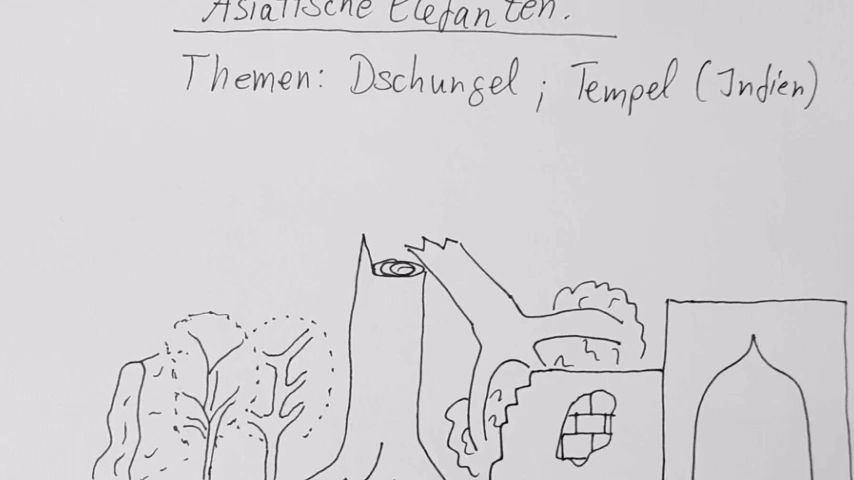 Asiatische Elefanten.
Themen: Dschungel ; Tempel (Indien)